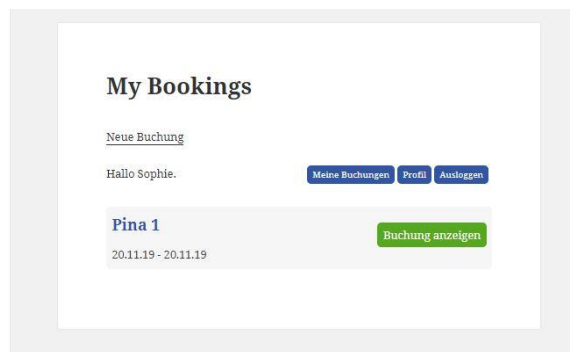 My Bookings
Neue Buchung
Hallo Sophie.
Meine Buchungen Profil Ausloggen
Pina 1
Buchung anzeigen
20.11.19 - 20.11.19